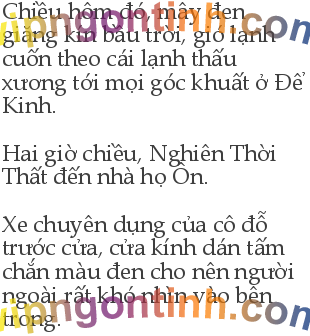 Chiều hôm đó, mây đen
giăng kín bầu trời, gió lạnh
cuốn theo cái lạnh thấu
xương tới mọi góc khuất ở Đế
Kinh.
Hai giờ chiều, Nghiên Thời
Thất đến nhà họ Ôn.
Xe chuyên dụng của cô đỗ
trước cửa, cửa kính dán tấm
chắn màu đen cho nên người
ngoài rất khó nhìn vào bên
trong.
vipngontinh.com
vipngontinh.com